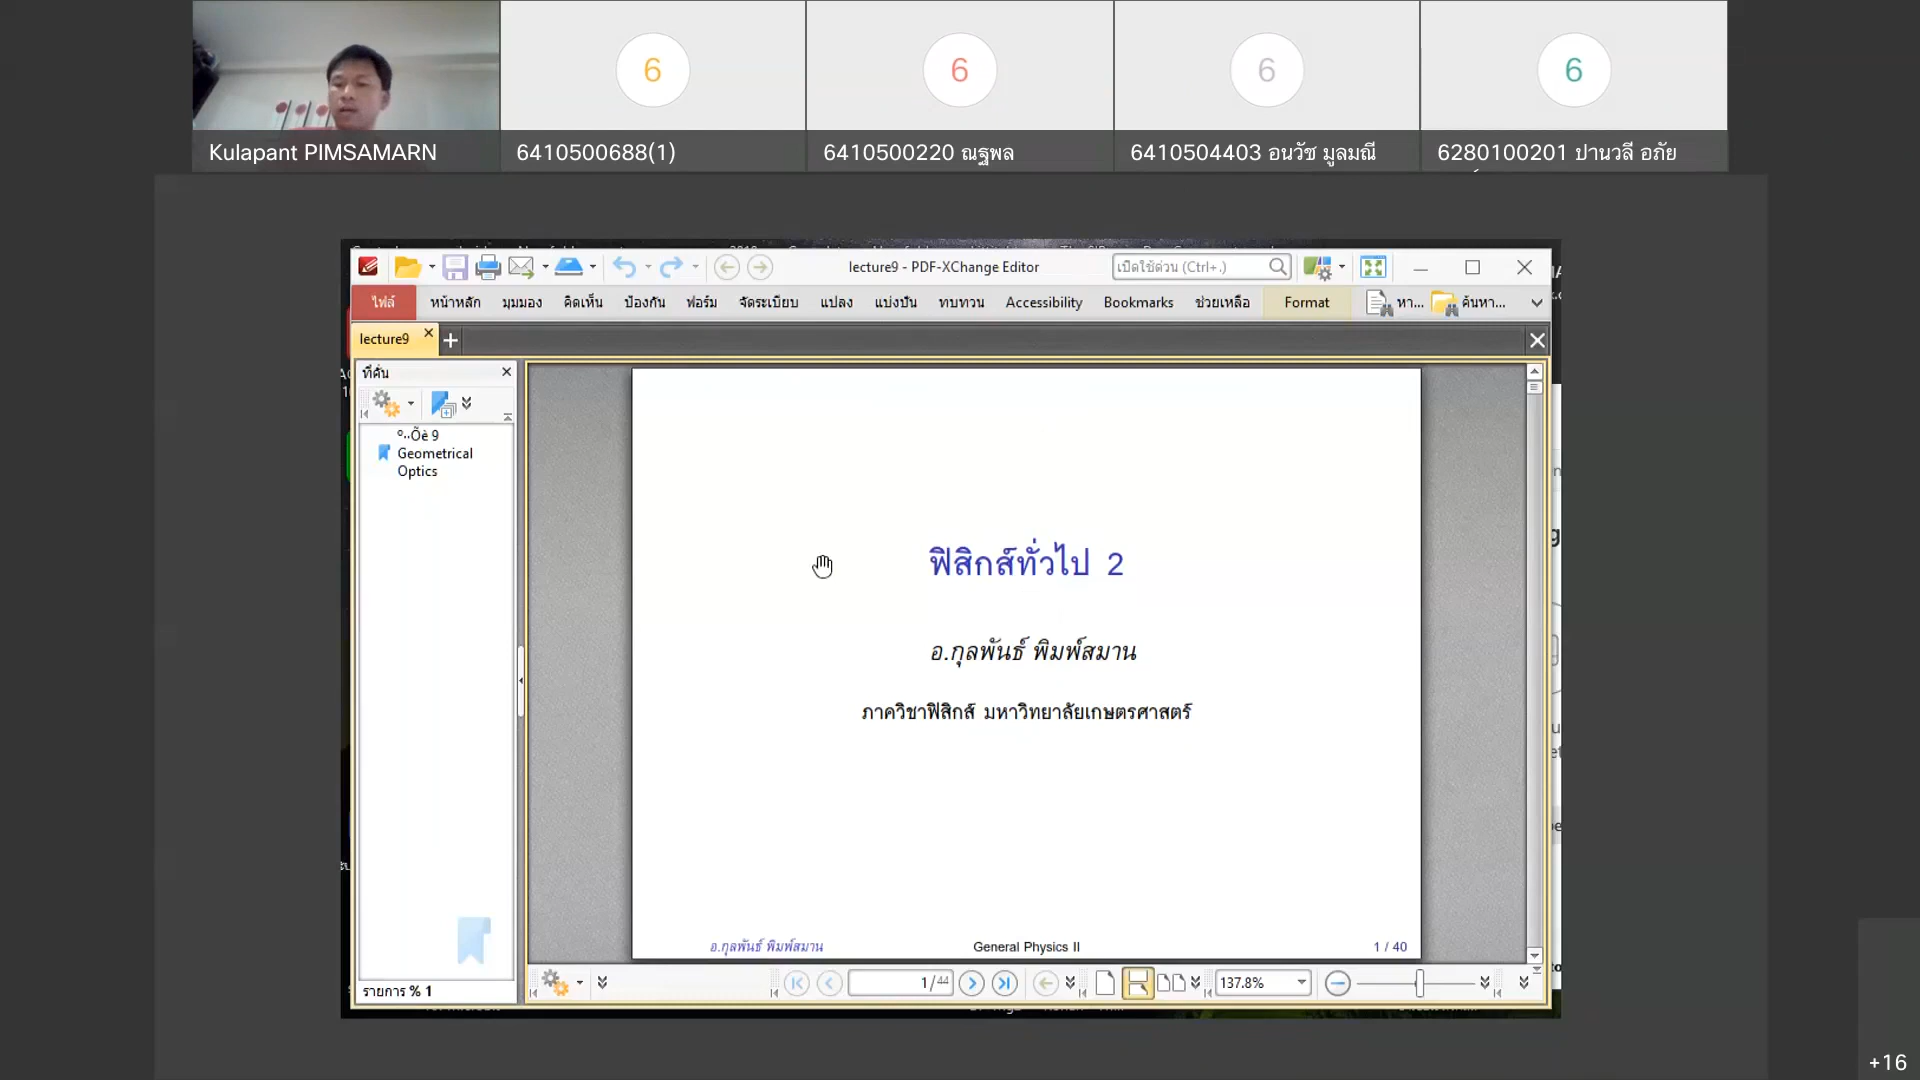 6
6
6
6
Kulapant PIMSAMARN
6410500688(1)
6410500220 ณฐพล
6410504403 อนวัช มูลมณี
6280100201 ปานวลี อภัย
lecture9 - PDF-XChange Editor
เปิดใช้ด่วน (Ctrl+.)
ไฟล์ หน้าหลัก มุมมอง คิดเห็น ป้องกัน ฟอร์ม จัดระเบียบ แปลง แบ่งปัน ทบทวน Accessibility Bookmarks ช่วยเหลือ Format หา... ค้นหา...
lecture9
ที่คั่น
º··Õè 9
Geometrical
Optics
ฟิสิกส์ทั่วไป 2
อ.กุลพันธ์ พิมพ์สมาน
ภาควิชาฟิสิกส์ มหาวิทยาลัยเกษตรศาสตร์
อ.กุลพันธ์ พิมพ์สมาน General Physics II 1 / 40
รายการ % 1
1/44
137.8%
+16